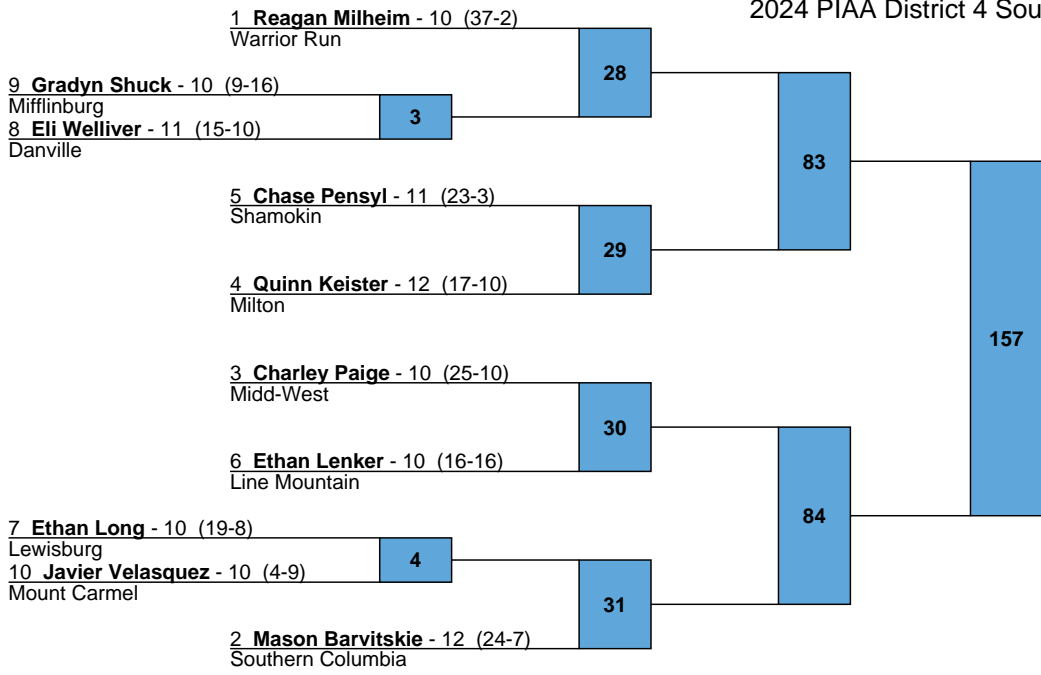 2024 PIAA District 4 Sou
1 Reagan Milheim - 10 (37-2)
Warrior Run
28
9 Gradyn Shuck - 10 (9-16)
Mifflinburg
3
8 Eli Welliver - 11 (15-10)
Danville
83
5 Chase Pensyl - 11 (23-3)
Shamokin
29
4 Quinn Keister - 12 (17-10)
Milton
157
3 Charley Paige - 10 (25-10)
Midd-West
30
6 Ethan Lenker - 10 (16-16)
Line Mountain
84
7 Ethan Long - 10 (19-8)
Lewisburg
4
10 Javier Velasquez - 10 (4-9)
Mount Carmel
31
2 Mason Barvitskie - 12 (24-7)
Southern Columbia